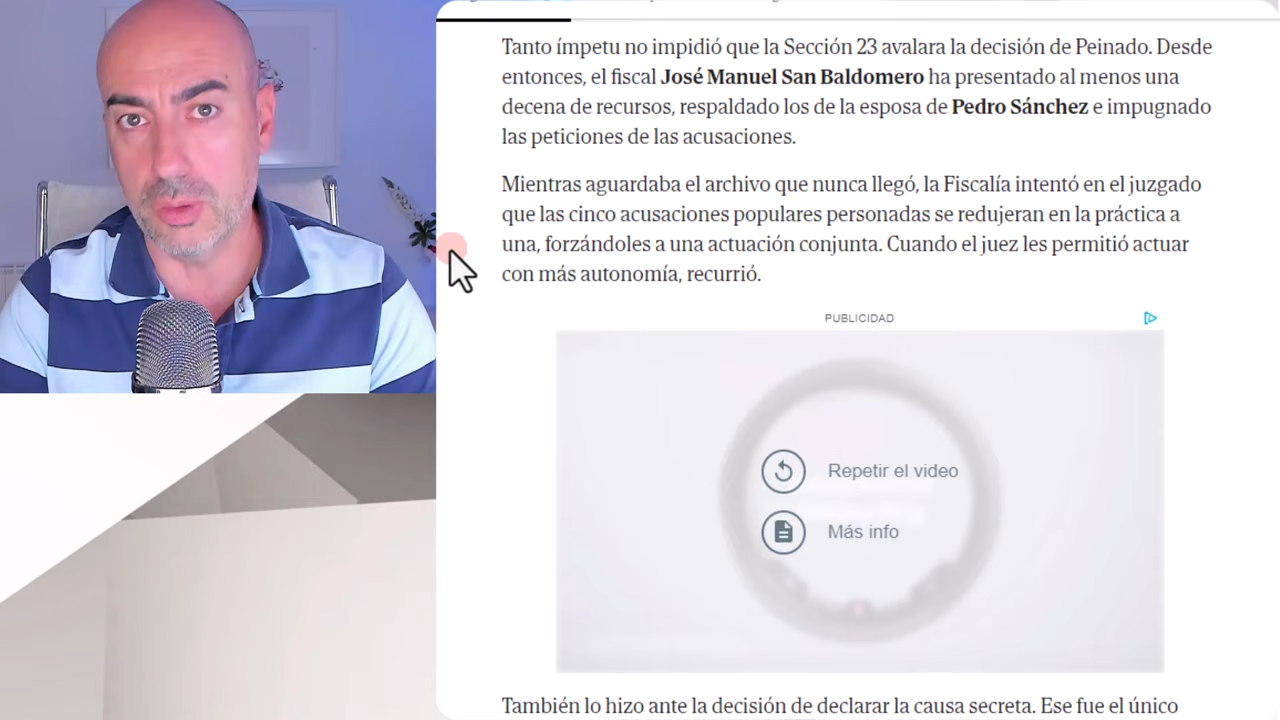 Tanto ímpetu no impidió que la Sección 23 avalara la decisión de Peinado. Desde
entonces, el fiscal José Manuel San Baldomero ha presentado al menos una
decena de recursos, respaldado los de la esposa de Pedro Sánchez e impugnado
las peticiones de las acusaciones.
Mientras aguardaba el archivo que nunca llegó, la Fiscalía intentó en el juzgado
que las cinco acusaciones populares personadas se redujeran en la práctica a
una, forzándoles a una actuación conjunta. Cuando el juez les permitió actuar
con más autonomía, recurrió.
PUBLICIDAD
Repetir el video
Más info
También lo hizo ante la decisión de declarar la causa secreta. Ese fue el único